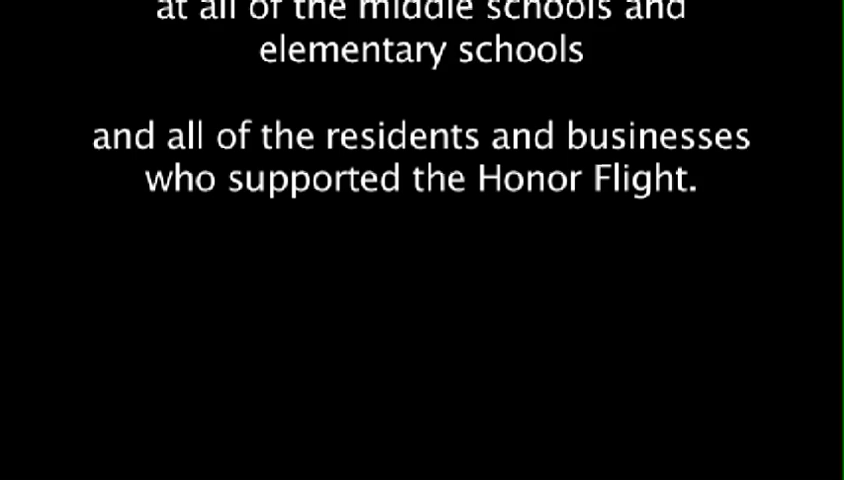 at all of the middle schools and
elementary schools
and all of the residents and businesses
who supported the Honor Flight.